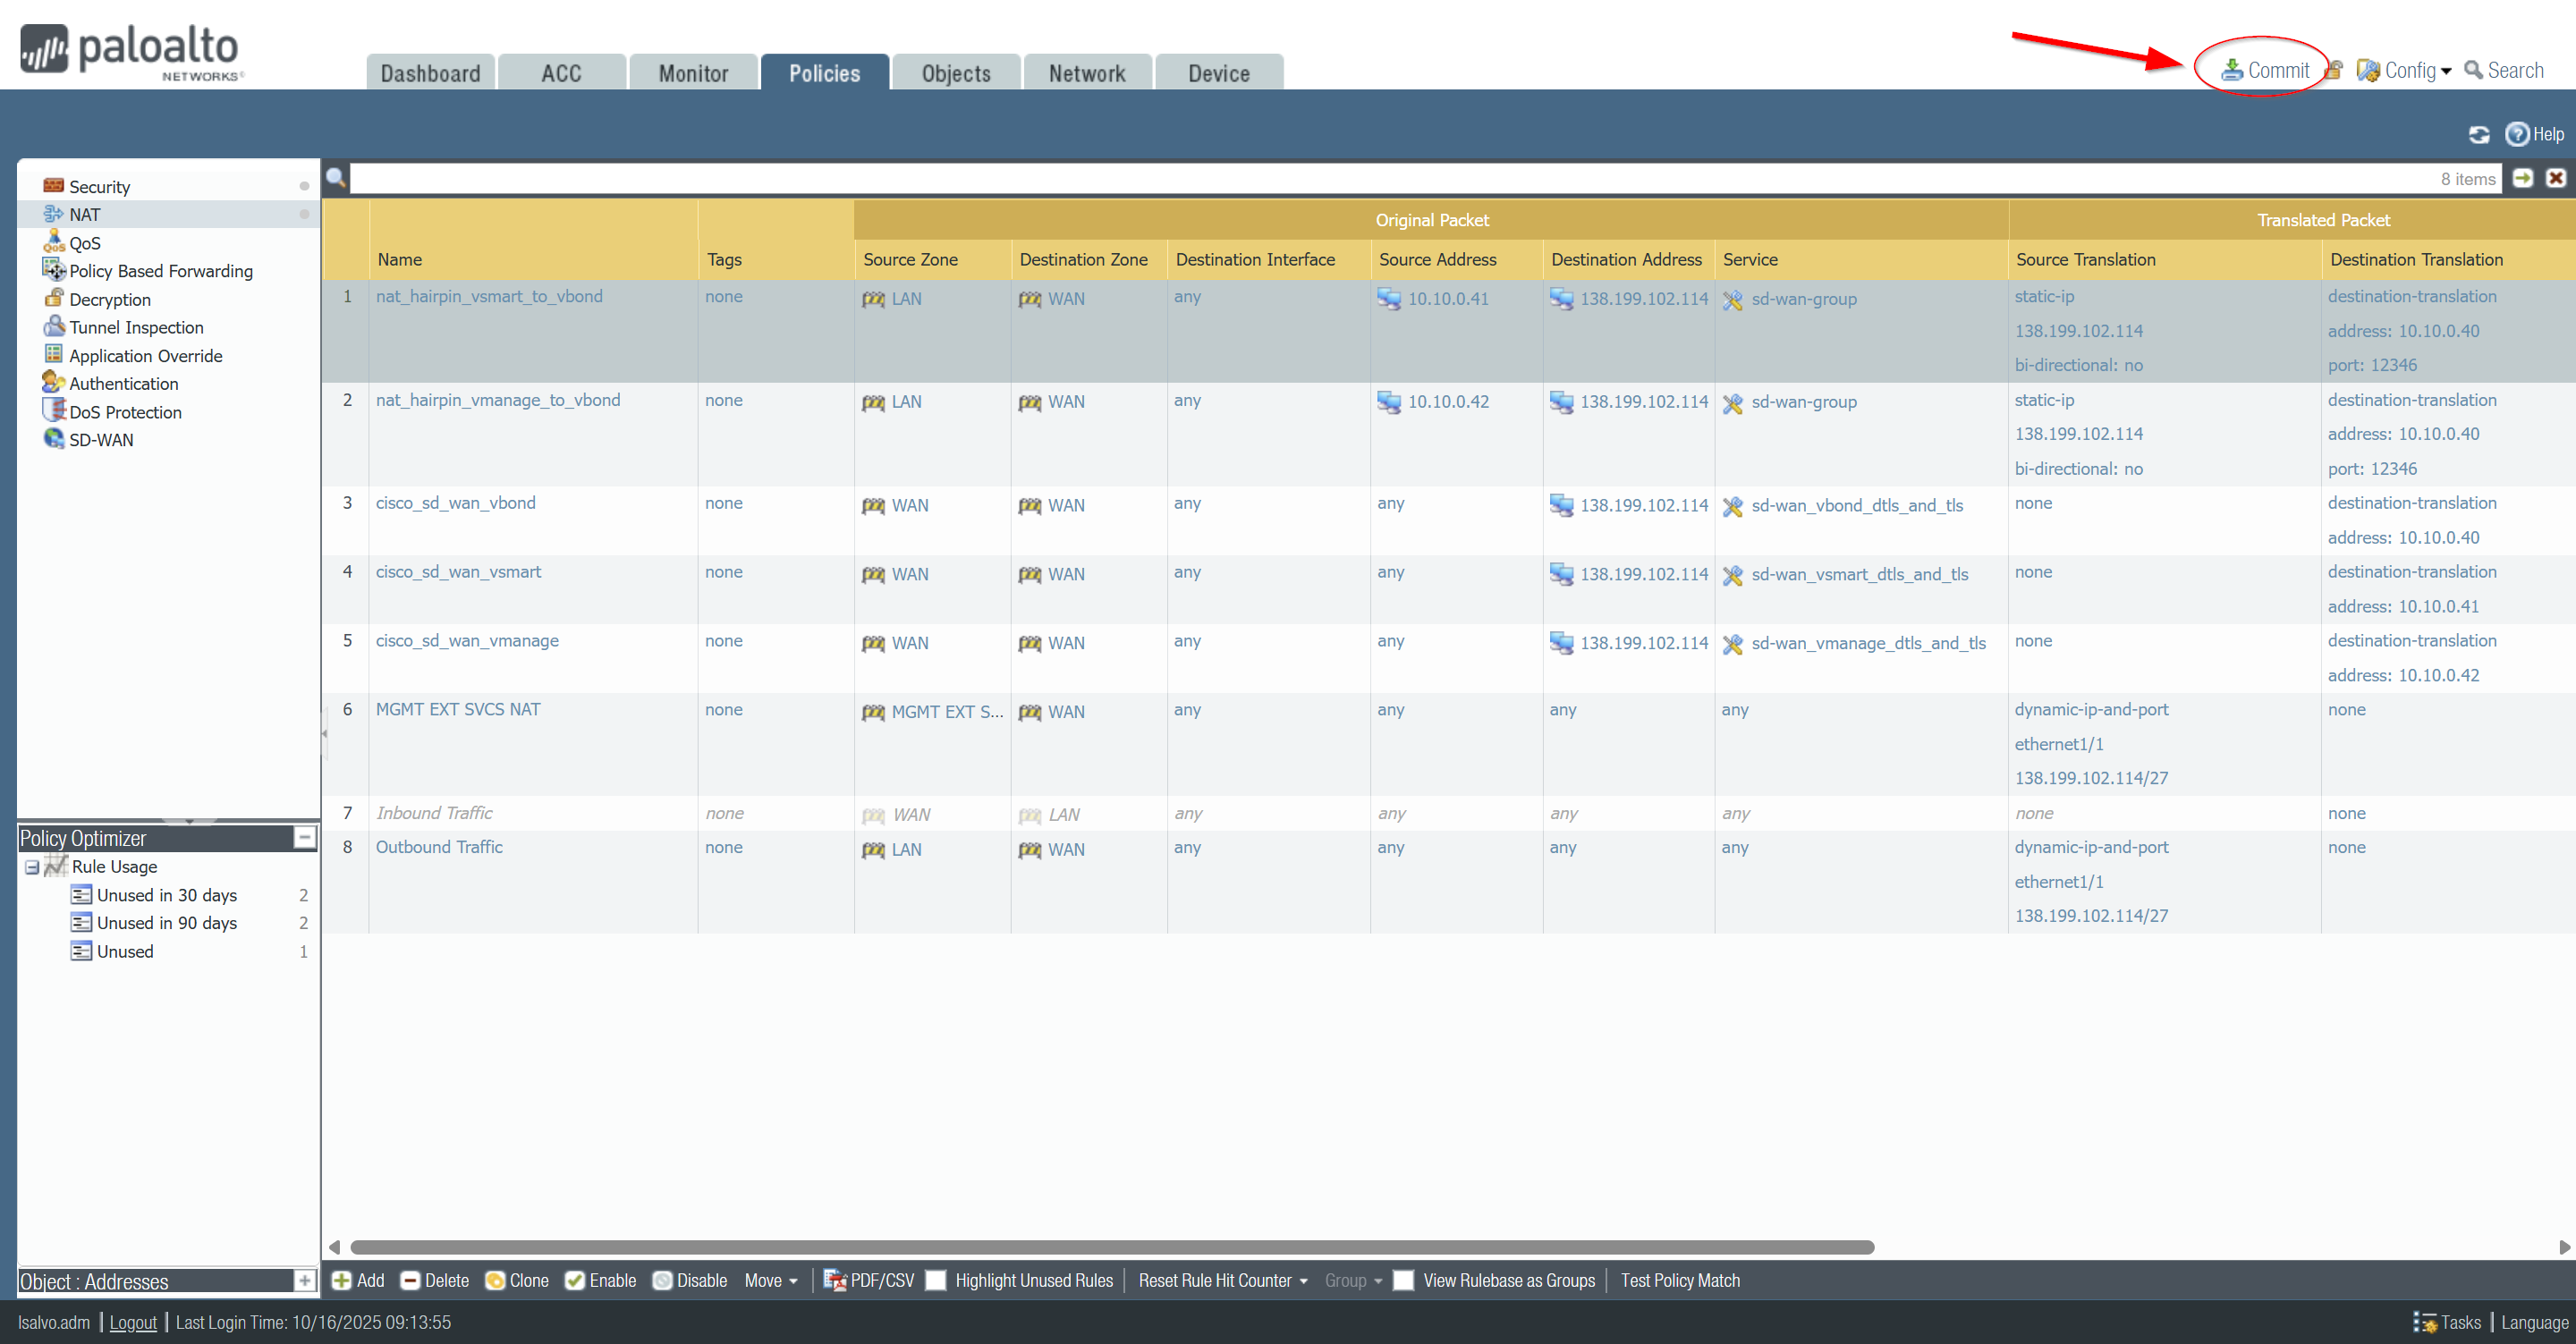 paloalto
NETWORKS
Dashboard ACC Monitor Policies Objects Network Device
Commit Config Search
Help
Security
NAT
QoS
Policy Based Forwarding
Decryption
Tunnel Inspection
Application Override
Authentication
DoS Protection
SD-WAN
8 items
Original Packet Translated Packet
Name Tags Source Zone Destination Zone Destination Interface Source Address Destination Address Service Source Translation Destination Translation
1 nat_hairpin_vsmart_to_vbond none LAN WAN any 10.10.0.41 138.199.102.114 sd-wan-group static-ip destination-translation
138.199.102.114 address: 10.10.0.40
bi-directional: no port: 12346
2 nat_hairpin_vmanage_to_vbond none LAN WAN any 10.10.0.42 138.199.102.114 sd-wan-group static-ip destination-translation
138.199.102.114 address: 10.10.0.40
bi-directional: no port: 12346
3 cisco_sd_wan_vbond none WAN WAN any any 138.199.102.114 sd-wan_vbond_dtls_and_tls none destination-translation
address: 10.10.0.40
4 cisco_sd_wan_vsmart none WAN WAN any any 138.199.102.114 sd-wan_vsmart_dtls_and_tls none destination-translation
address: 10.10.0.41
5 cisco_sd_wan_vmanage none WAN WAN any any 138.199.102.114 sd-wan_vmanage_dtls_and_tls none destination-translation
address: 10.10.0.42
6 MGMT EXT SVCS NAT none MGMT EXT S... WAN any any any any dynamic-ip-and-port none
ethernet1/1
138.199.102.114/27
7 Inbound Traffic none WAN LAN any any any any none none
8 Outbound Traffic none LAN WAN any any any any dynamic-ip-and-port none
ethernet1/1
138.199.102.114/27
Policy Optimizer
Rule Usage
Unused in 30 days 2
Unused in 90 days 2
Unused 1
Object : Addresses
Add Delete Clone Enable Disable Move PDF/CSV Highlight Unused Rules Reset Rule Hit Counter Group View Rulebase as Groups Test Policy Match
lsalvo.adm | Logout | Last Login Time: 10/16/2025 09:13:55
Tasks | Language